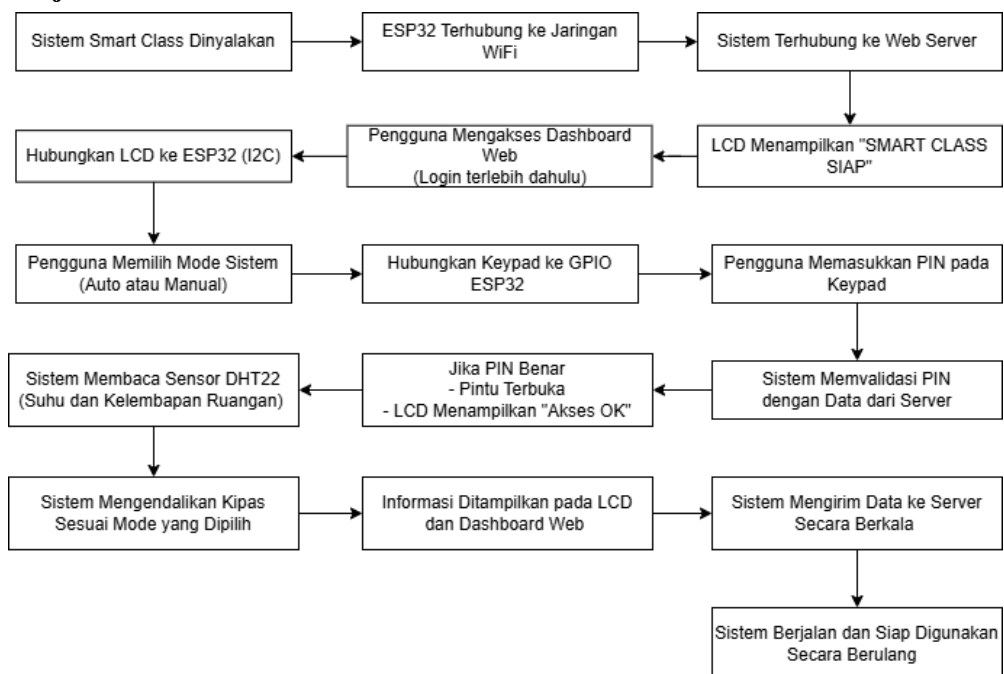 Sistem Smart Class Dinyalakan
ESP32 Terhubung ke Jaringan
WiFi
Sistem Terhubung ke Web Server
LCD Menampilkan "SMART CLASS
SIAP"
Pengguna Mengakses Dashboard
Web
(Login terlebih dahulu)
Hubungkan LCD ke ESP32 (I2C)
Pengguna Memilih Mode Sistem
(Auto atau Manual)
Hubungkan Keypad ke GPIO
ESP32
Pengguna Memasukkan PIN pada
Keypad
Sistem Memvalidasi PIN
dengan Data dari Server
Jika PIN Benar
- Pintu Terbuka
- LCD Menampilkan "Akses OK"
Sistem Membaca Sensor DHT22
(Suhu dan Kelembapan Ruangan)
Sistem Mengendalikan Kipas
Sesuai Mode yang Dipilih
Informasi Ditampilkan pada LCD
dan Dashboard Web
Sistem Mengirim Data ke Server
Secara Berkala
Sistem Berjalan dan Siap Digunakan
Secara Berulang